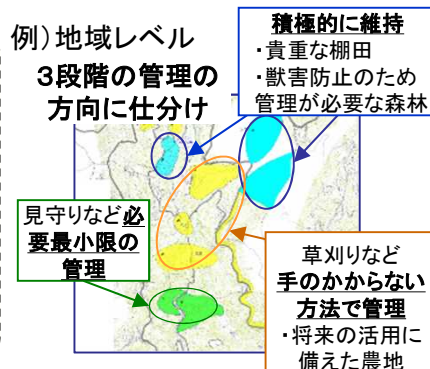 例)地域レベル
3段階の管理の
方向に仕分け
積極的に維持
・貴重な棚田
・獣害防止のため
管理が必要な森林
見守りなど必
要最小限の
管理
草刈りなど
手のかからない
方法で管理
・将来の活用に
備えた農地